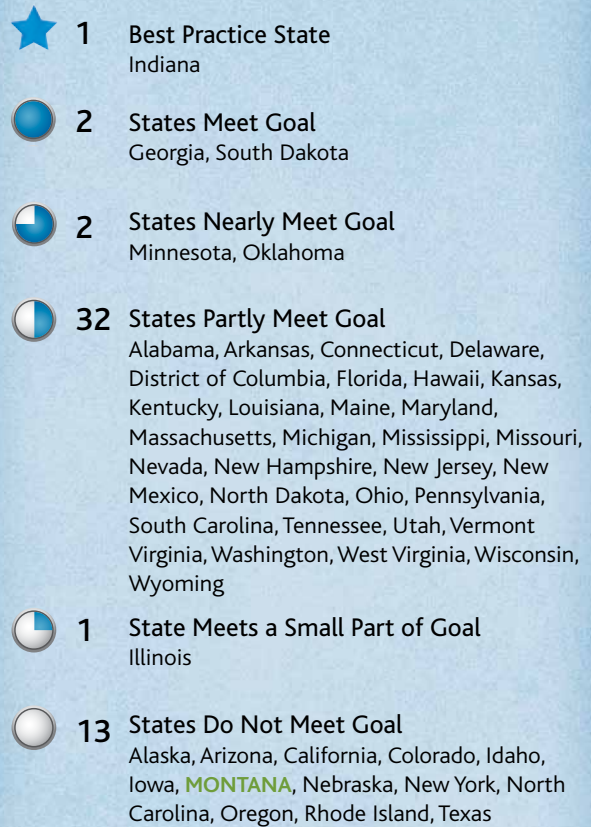 1 Best Practice State
Indiana
2 States Meet Goal
Georgia, South Dakota
2 States Nearly Meet Goal
Minnesota, Oklahoma
32 States Partly Meet Goal
Alabama, Arkansas, Connecticut, Delaware,
District of Columbia, Florida, Hawaii, Kansas,
Kentucky, Louisiana, Maine, Maryland,
Massachusetts, Michigan, Mississippi, Missouri,
Nevada, New Hampshire, New Jersey, New
Mexico, North Dakota, Ohio, Pennsylvania,
South Carolina, Tennessee, Utah, Vermont
Virginia, Washington, West Virginia, Wisconsin,
Wyoming
1 State Meets a Small Part of Goal
Illinois
13 States Do Not Meet Goal
Alaska, Arizona, California, Colorado, Idaho,
Iowa, MONTANA, Nebraska, New York, North
Carolina, Oregon, Rhode Island, Texas